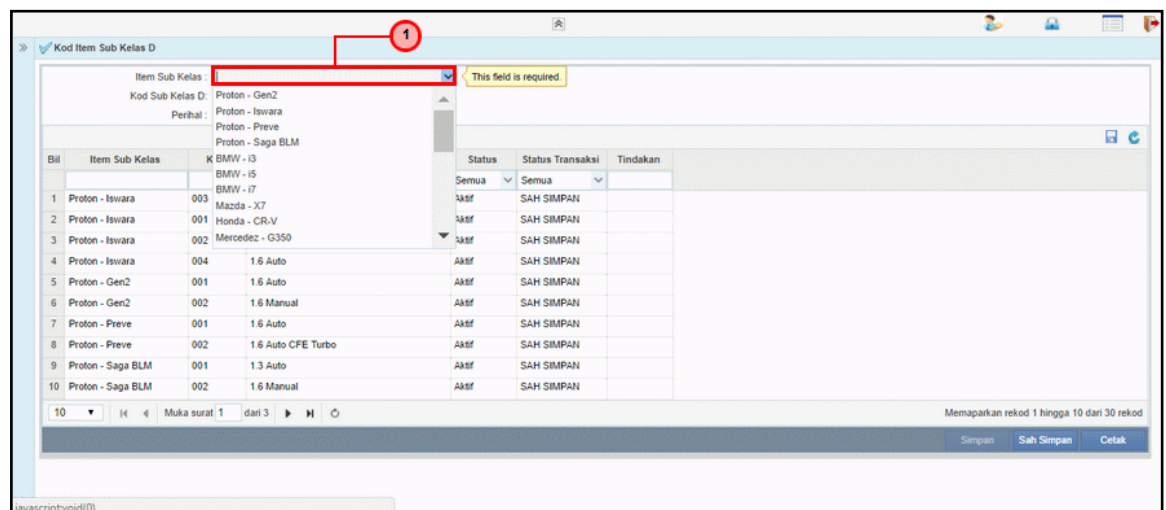 1
Kod Item Sub Kelas D
Item Sub Kelas :
This field is required.
Kod Sub Kelas D:
Perihal :
Proton - Gen2
Proton - Iswara
Proton - Preve
Proton - Saga BLM
BMW - i3
BMW - i5
BMW - i7
Mazda - X7
Honda - CR-V
Mercedez - G350
Bil Item Sub Kelas K Status Status Transaksi Tindakan
Semua Semua
1 Proton - Iswara 003 Aktif SAH SIMPAN
2 Proton - Iswara 001 Aktif SAH SIMPAN
3 Proton - Iswara 002 Aktif SAH SIMPAN
4 Proton - Iswara 004 1.6 Auto Aktif SAH SIMPAN
5 Proton - Gen2 001 1.6 Auto Aktif SAH SIMPAN
6 Proton - Gen2 002 1.6 Manual Aktif SAH SIMPAN
7 Proton - Preve 001 1.6 Auto Aktif SAH SIMPAN
8 Proton - Preve 002 1.6 Auto CFE Turbo Aktif SAH SIMPAN
9 Proton - Saga BLM 001 1.3 Auto Aktif SAH SIMPAN
10 Proton - Saga BLM 002 1.6 Manual Aktif SAH SIMPAN
10 Muka surat 1 dari 3 Memaparkan rekod 1 hingga 10 dari 30 rekod
Simpan Sah Simpan Cetak
javascript:void(0)